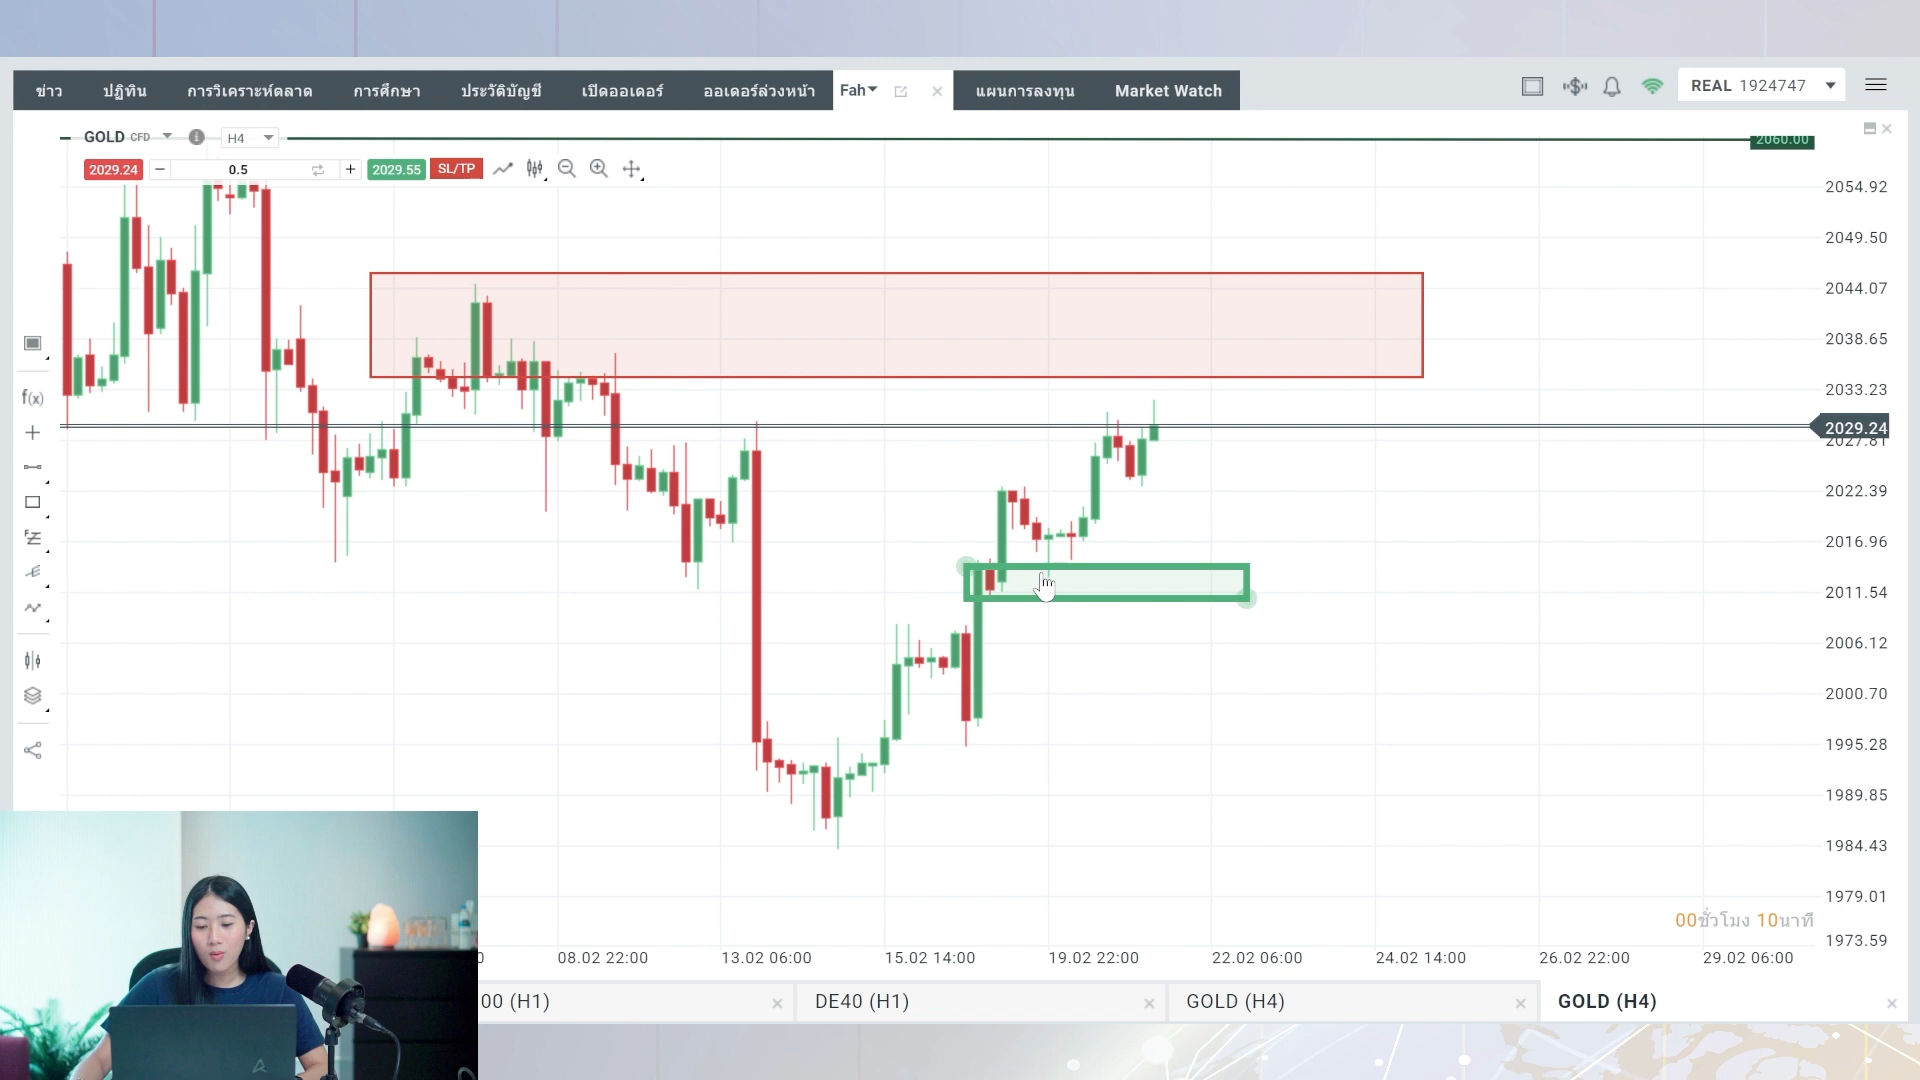 ข่าว ปฏิทิน การวิเคราะห์ตลาด การศึกษา ประวัติบัญชี เปิดออเดอร์ ออเดอร์ล่วงหน้า Fah แผนการลงทุน Market Watch REAL 1924747
GOLD CFD H4 2060.00
2029.24 0.5 2029.55 SL/TP
2054.92
2049.50
2044.07
2038.65
2033.23
2029.24
2027.81
2022.39
2016.96
2011.54
2006.12
2000.70
1995.28
1989.85
1984.43
1979.01
00ชั่วโมง 10นาที
1973.59
f(x)
08.02 22:00 13.02 06:00 15.02 14:00 19.02 22:00 22.02 06:00 24.02 14:00 26.02 22:00 29.02 06:00
00 (H1) DE40 (H1) GOLD (H4) GOLD (H4)